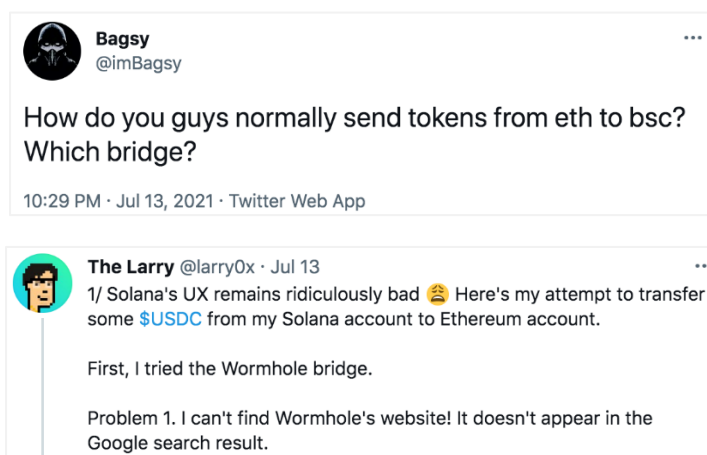 Bagsy
@imBagsy
How do you guys normally send tokens from eth to bsc?
Which bridge?
10:29 PM · Jul 13, 2021 · Twitter Web App
The Larry @larry0x · Jul 13
1/ Solana's UX remains ridiculously bad 😩 Here's my attempt to transfer
some $USDC from my Solana account to Ethereum account.
First, I tried the Wormhole bridge.
Problem 1. I can't find Wormhole's website! It doesn't appear in the
Google search result.